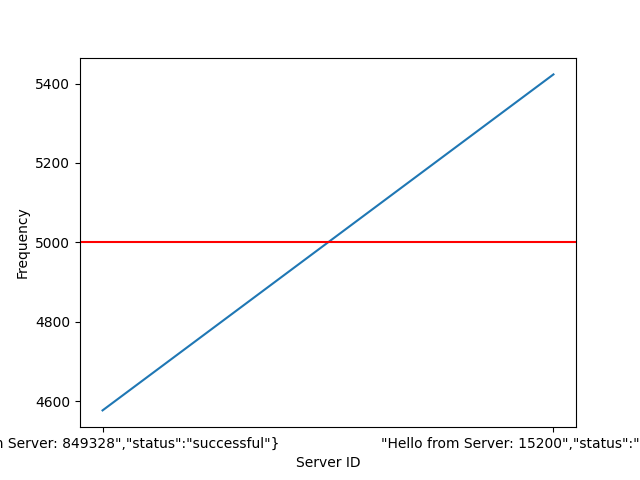 5400
5200
5000
4800
4600
Frequency
Server: 849328","status":"successful"}
"Hello from Server: 15200","status":"
Server ID